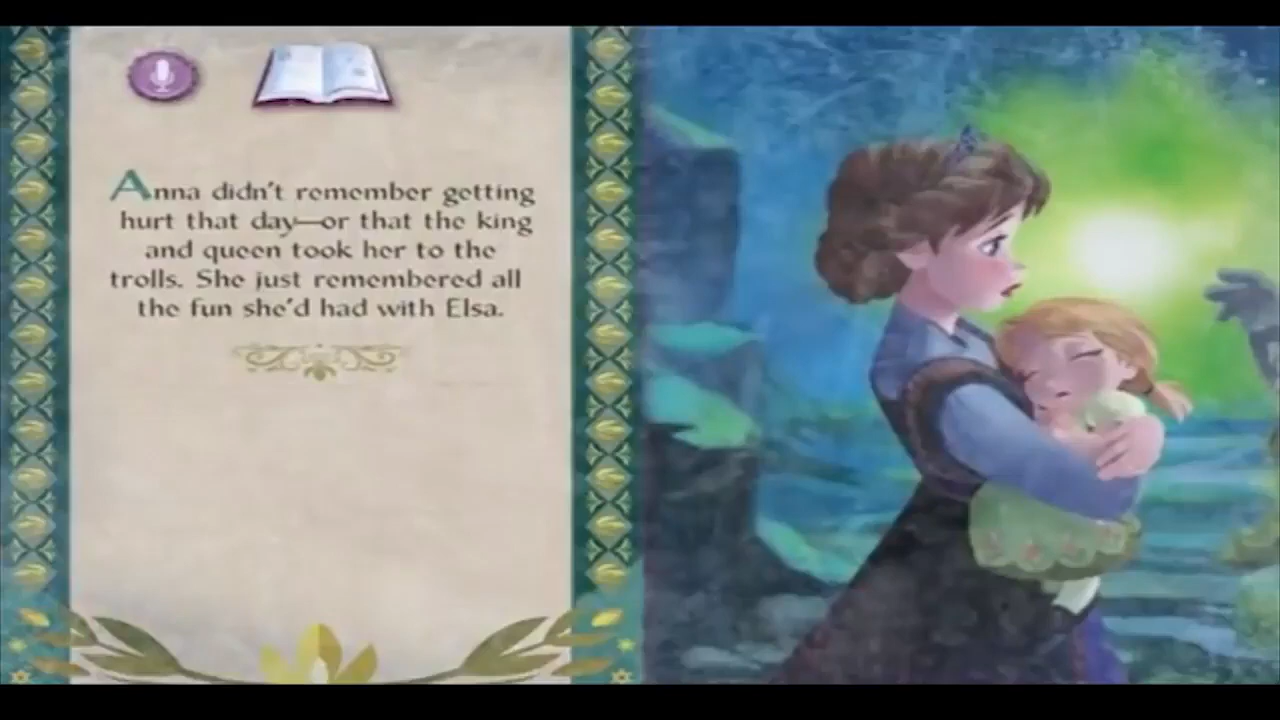 Anna didn't remember getting
hurt that day—or that the king
and queen took her to the
trolls. She just remembered all
the fun she'd had with Elsa.